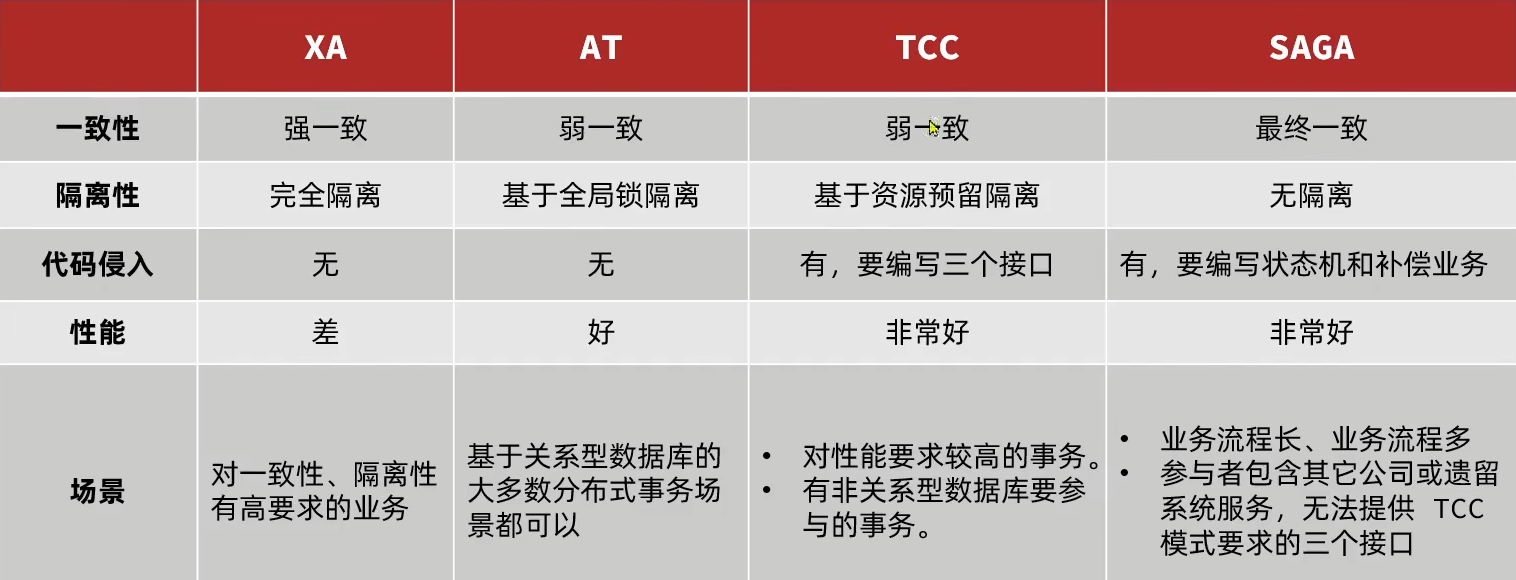 XA AT TCC SAGA
一致性 强一致 弱一致 弱一致 最终一致
隔离性 完全隔离 基于全局锁隔离 基于资源预留隔离 无隔离
代码侵入 无 无 有，要编写三个接口 有，要编写状态机和补偿业务
性能 差 好 非常好 非常好
场景
对一致性、隔离性
有高要求的业务
基于关系型数据库的
大多数分布式事务场
景都可以
• 对性能要求较高的事务。
• 有非关系型数据库要参
与的事务。
• 业务流程长、业务流程多
• 参与者包含其它公司或遗留
系统服务，无法提供 TCC
模式要求的三个接口